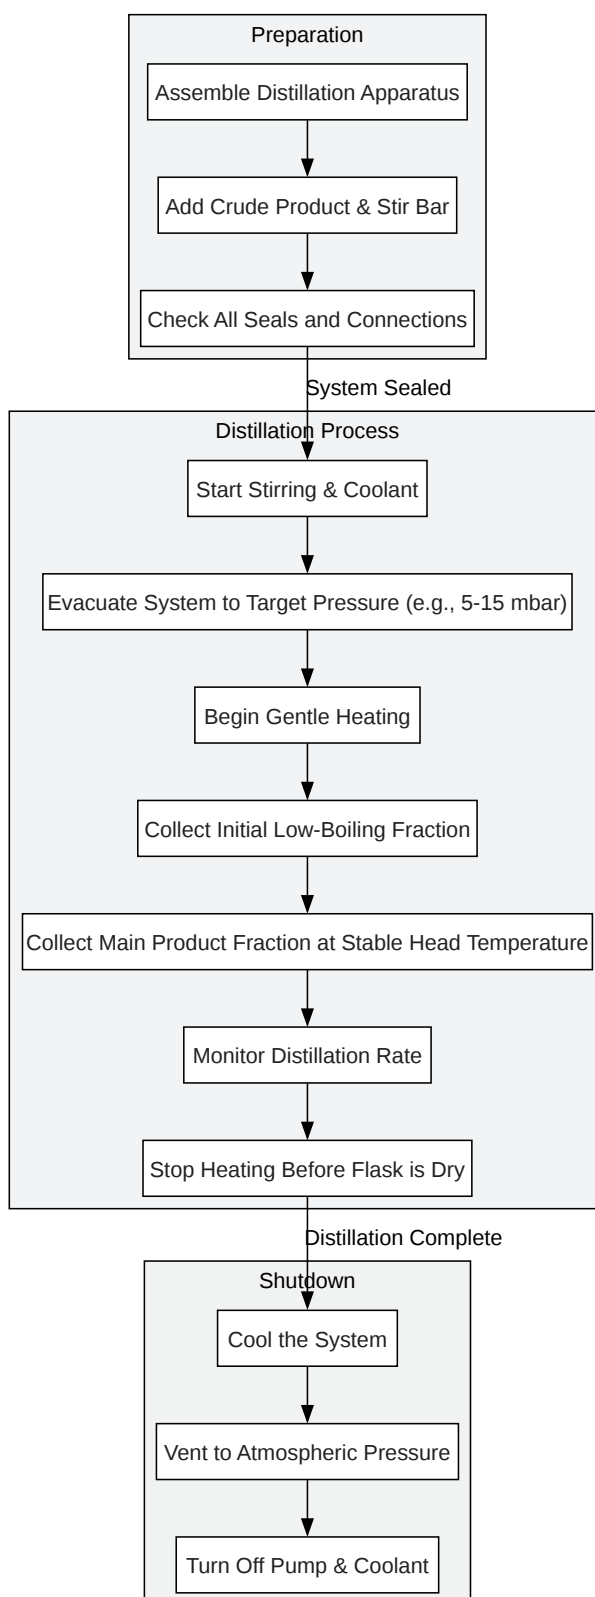 Preparation
Assemble Distillation Apparatus
Add Crude Product & Stir Bar
Check All Seals and Connections
System Sealed
Distillation Process
Start Stirring & Coolant
Evacuate System to Target Pressure (e.g., 5-15 mbar)
Begin Gentle Heating
Collect Initial Low-Boiling Fraction
Collect Main Product Fraction at Stable Head Temperature
Monitor Distillation Rate
Stop Heating Before Flask is Dry
Distillation Complete
Shutdown
Cool the System
Vent to Atmospheric Pressure
Turn Off Pump & Coolant